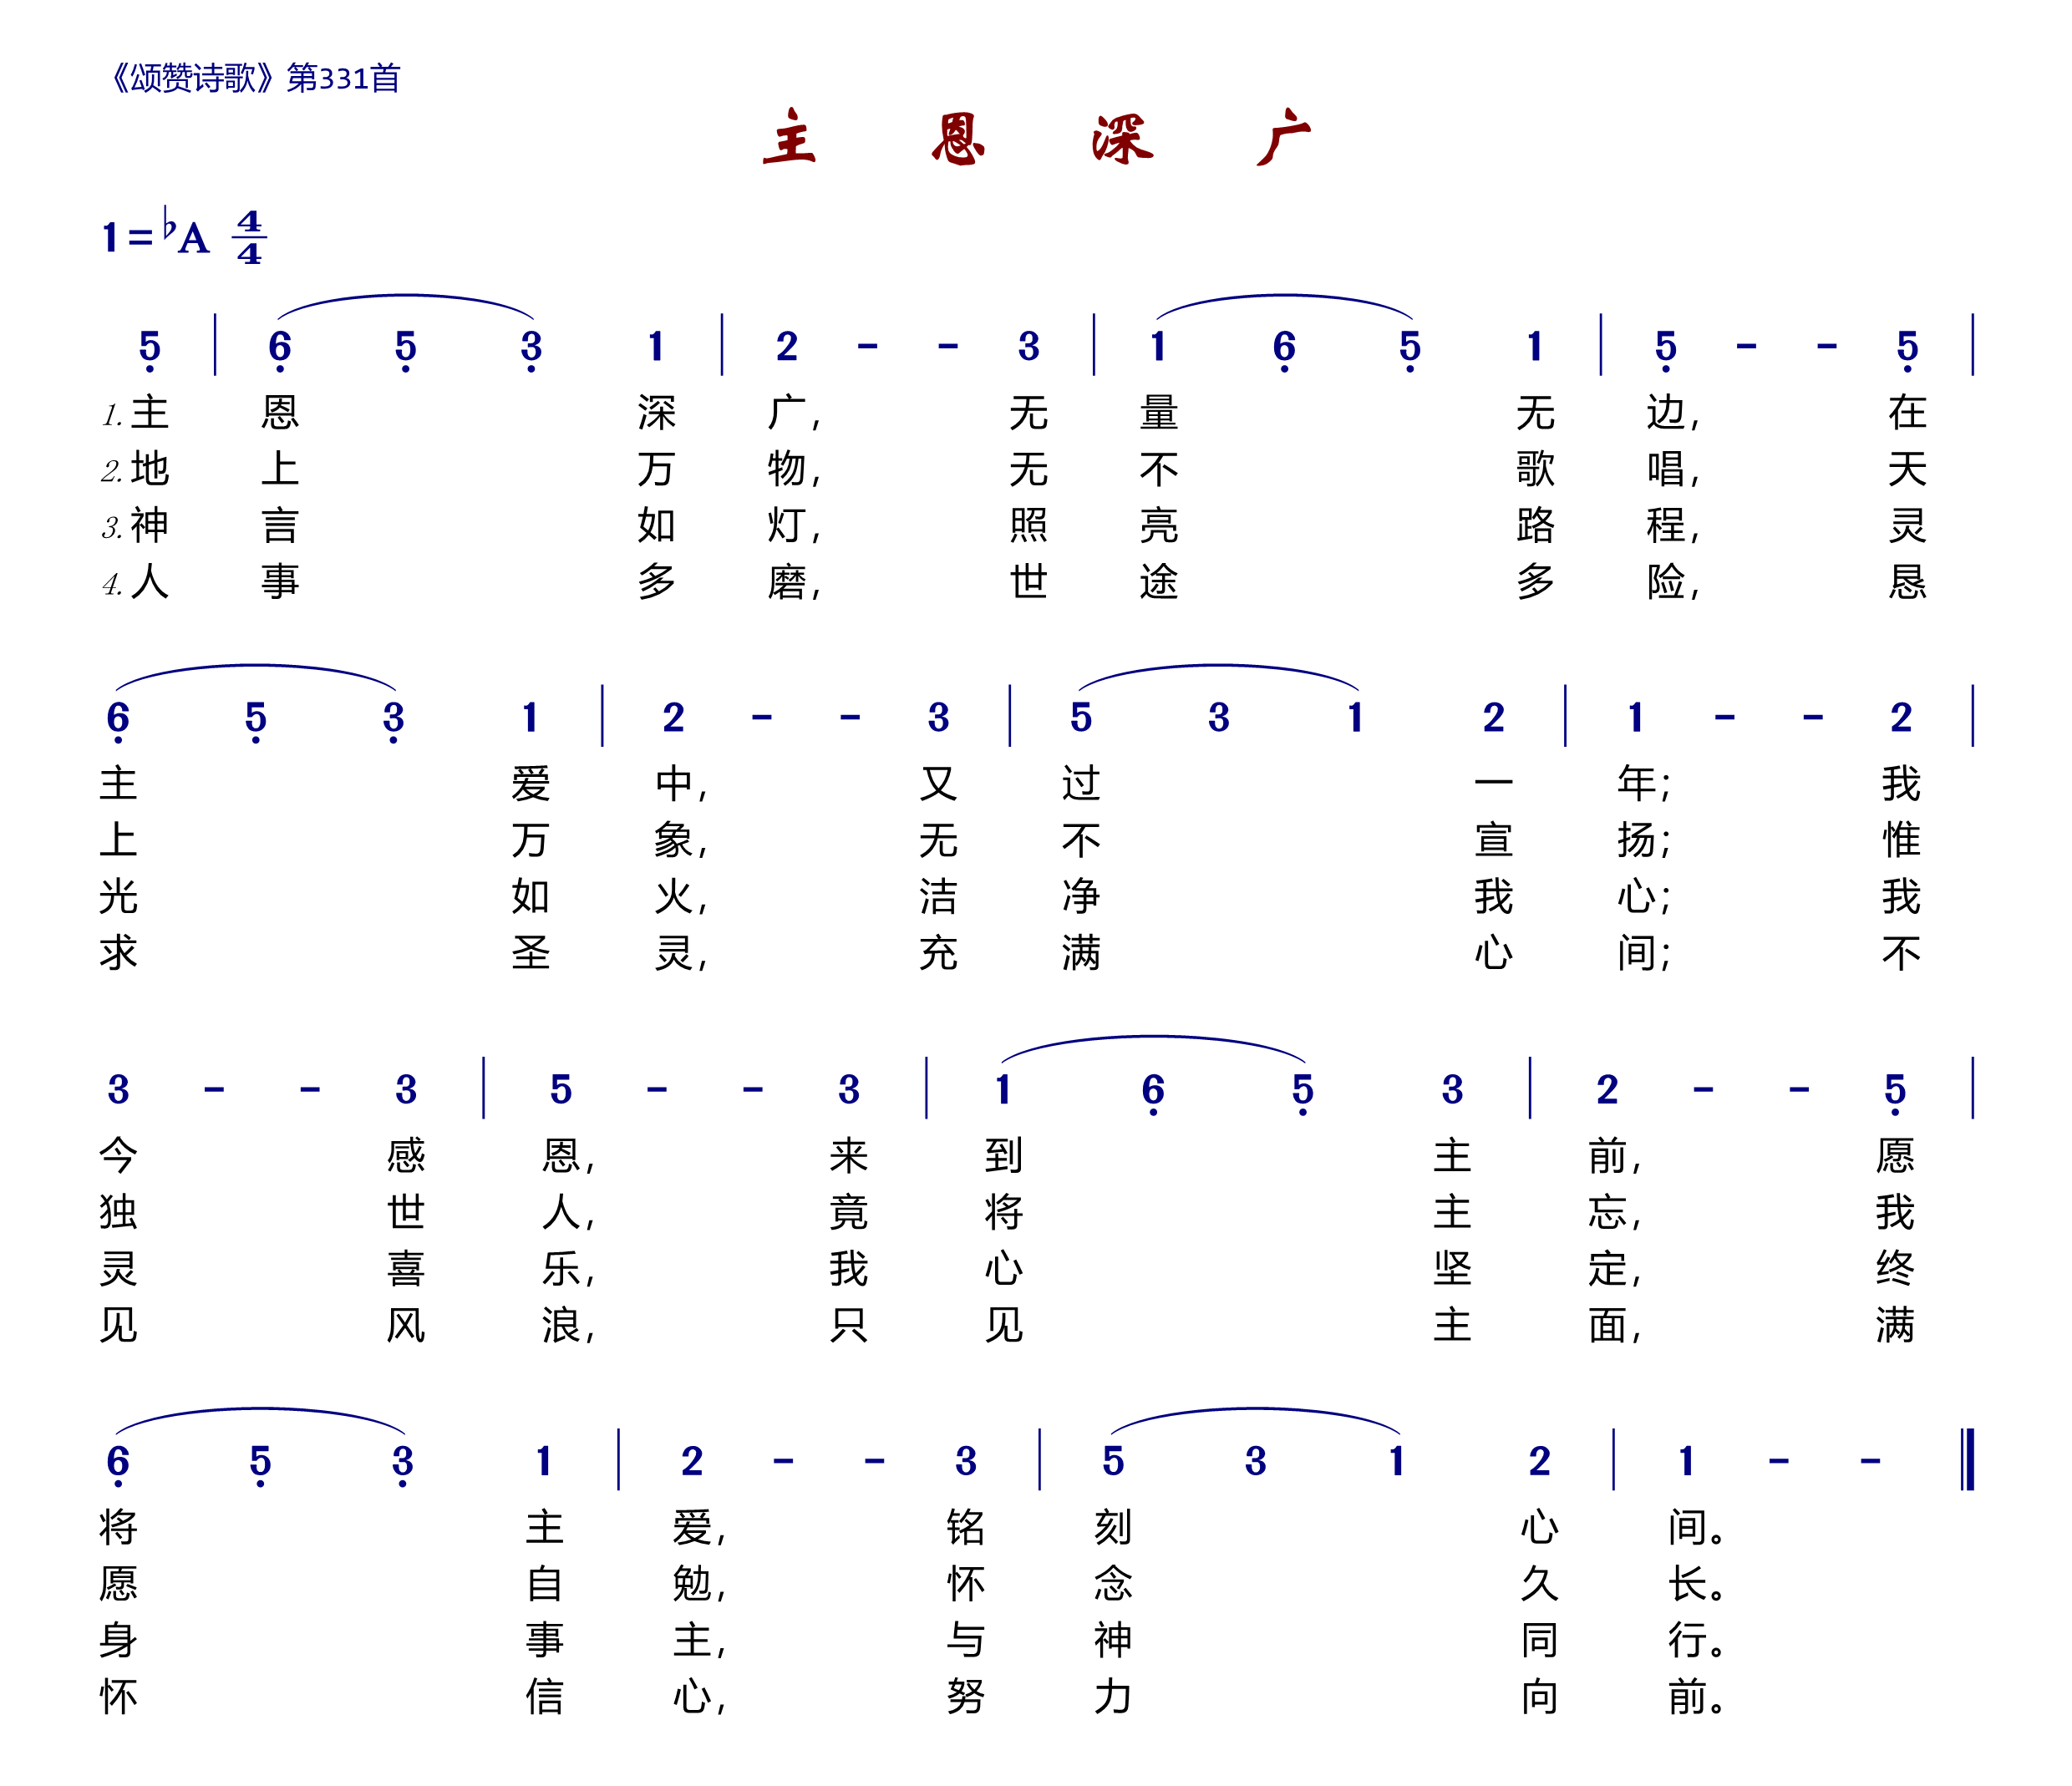 《颂赞诗歌》第331首
主 恩 深 广
1=♭A 4/4
5̣ | 6̣ 5̣ 3̣ 1 | 2 - - 3 | 1 6̣ 5̣ 1 | 5̣ - - 5̣ |
1.主 恩 深 广, 无 量 无 边, 在
2.地 上 万 物, 无 不 歌 唱, 天
3.神 言 如 灯, 照 亮 路 程, 灵
4.人 事 多 磨, 世 途 多 险, 恳
6̣ 5̣ 3̣ 1 | 2 - - 3 | 5 3 1 2 | 1 - - 2 |
主 爱 中, 又 过 一 年; 我
上 万 象, 无 不 宣 扬; 惟
光 如 火, 洁 净 我 心; 我
求 圣 灵, 充 满 心 间; 不
3 - - 3 | 5 - - 3 | 1 6̣ 5̣ 3 | 2 - - 5̣ |
今 感 恩, 来 到 主 前, 愿
独 世 人, 竟 将 主 忘, 我
灵 喜 乐, 我 心 坚 定, 终
见 风 浪, 只 见 主 面, 满
6̣ 5̣ 3̣ 1 | 2 - - 3 | 5 3 1 2 | 1 - - ‖
将 主 爱, 铭 刻 心 间。
愿 自 勉, 怀 念 久 长。
身 事 主, 与 神 同 行。
怀 信 心, 努 力 向 前。